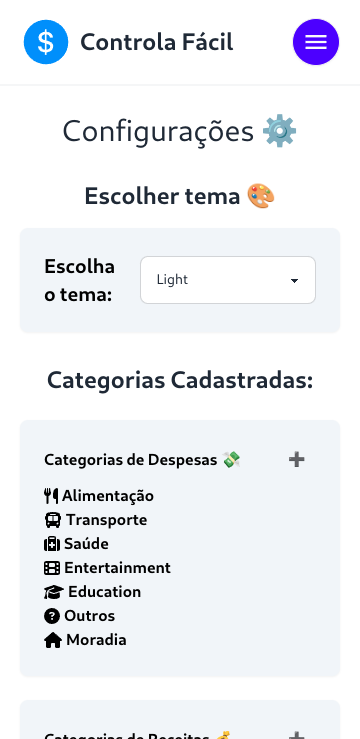 Controla Fácil
Configurações ⚙️
Escolher tema 🎨
Escolha
o tema:
Light
Categorias Cadastradas:
Categorias de Despesas 💸 ➕
Alimentação
Transporte
Saúde
Entertainment
Education
Outros
Moradia
Categorias de Receitas 💰 ➕